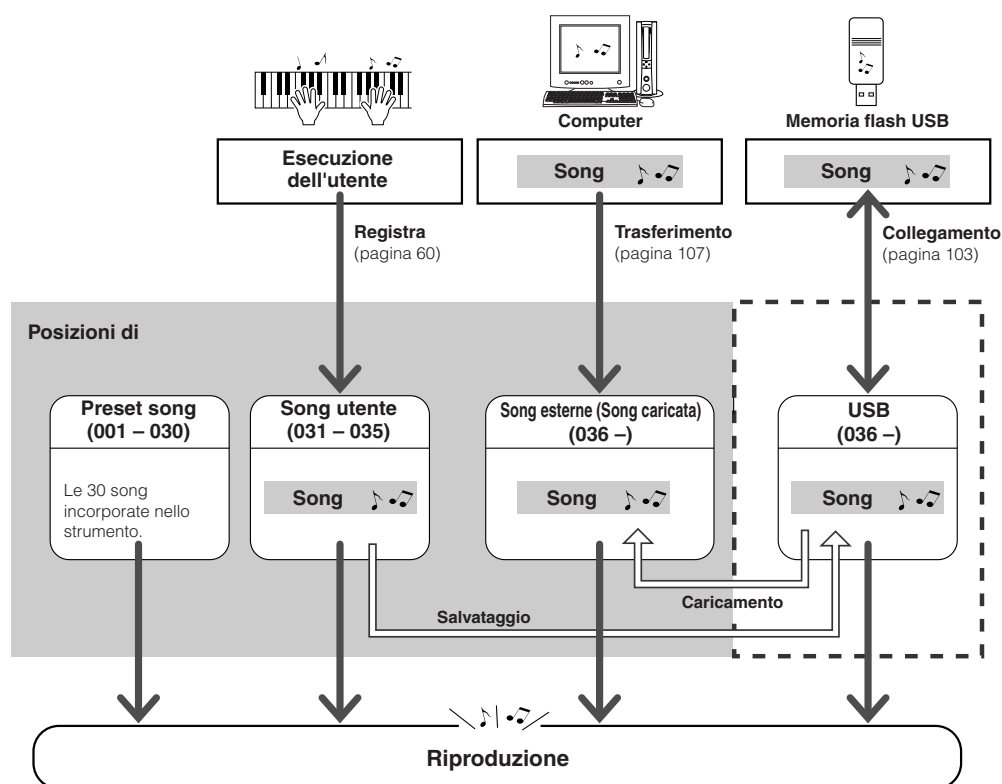 Computer
Memoria flash USB
Esecuzione
dell'utente
Song
Song
Registra
(pagina 60)
Trasferimento
(pagina 107)
Collegamento
(pagina 103)
Posizioni di
Preset song
(001 – 030)
Le 30 song
incorporate nello
strumento.
Song utente
(031 – 035)
Song
Song esterne (Song caricata)
(036 –)
Song
USB
(036 –)
Song
Caricamento
Salvataggio
Riproduzione